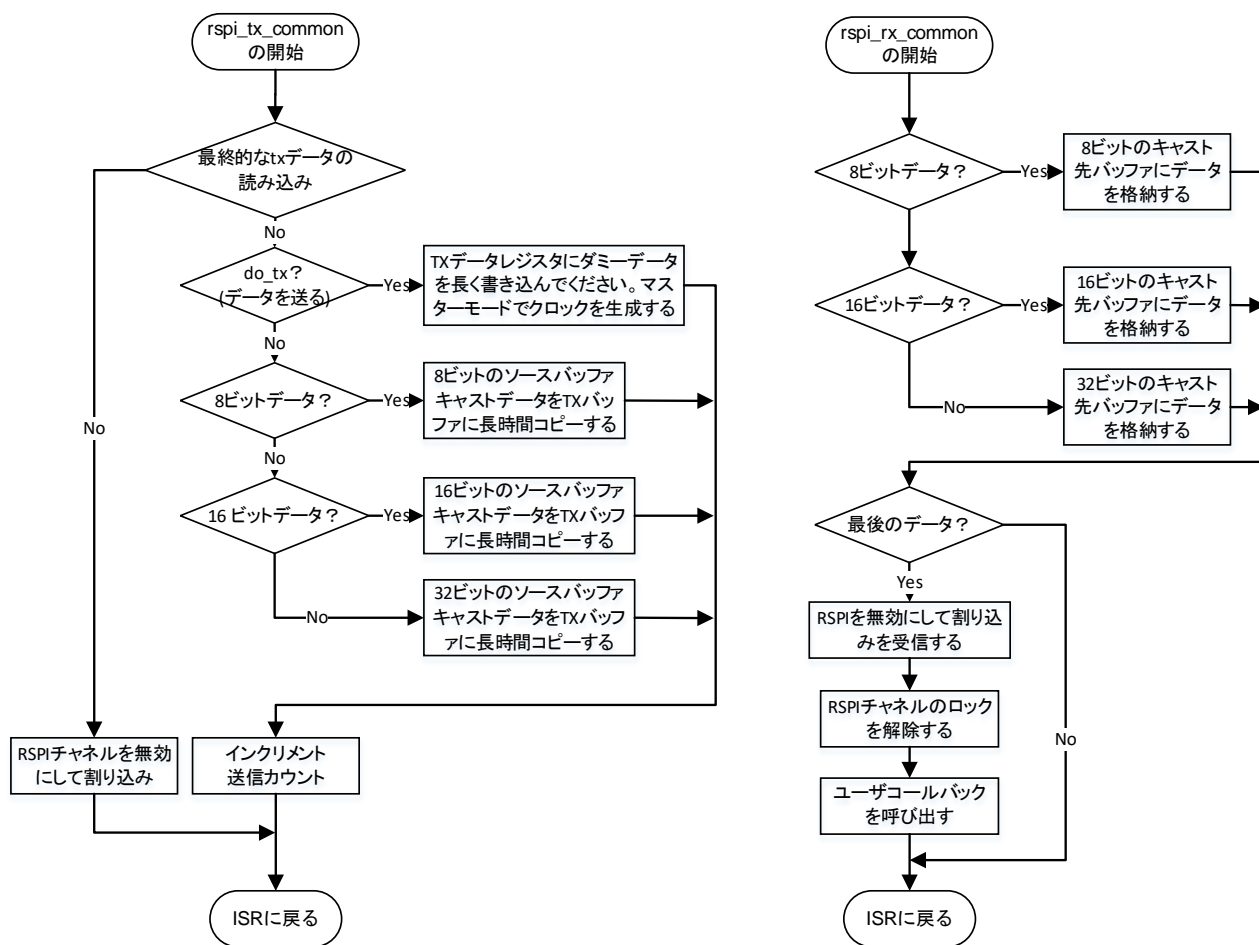 rspi_tx_common
の開始
最終的なtxデータの
読み込み
No
do_tx?
(データを送る)
Yes
TXデータレジスタにダミーデータ
を長く書き込んでください。マス
ターモードでクロックを生成する
No
8ビットデータ?
Yes
8ビットのソースバッファ
キャストデータをTXバッ
ファに長時間コピーする
No
No
16 ビットデータ?
Yes
16ビットのソースバッファ
キャストデータをTXバッ
ファに長時間コピーする
No
32ビットのソースバッファ
キャストデータをTXバッ
ファに長時間コピーする
RSPIチャネルを無効
にして割り込み
インクリメント
送信カウント
ISRに戻る
rspi_rx_common
の開始
8ビットデータ?
Yes
8ビットのキャスト
先バッファにデータ
を格納する
16ビットデータ?
Yes
16ビットのキャスト
先バッファにデータ
を格納する
No
32ビットのキャスト
先バッファにデータ
を格納する
最後のデータ?
Yes
RSPIを無効にして割り込
みを受信する
RSPIチャネルのロック
を解除する
No
ユーザコールバック
を呼び出す
ISRに戻る